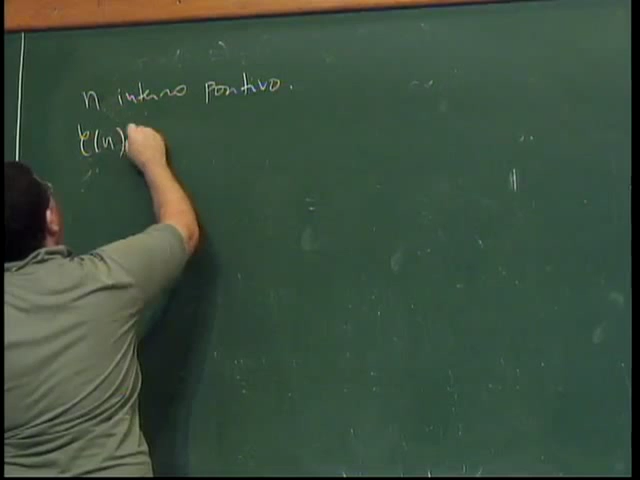 n inteiro positivo.
φ(n)